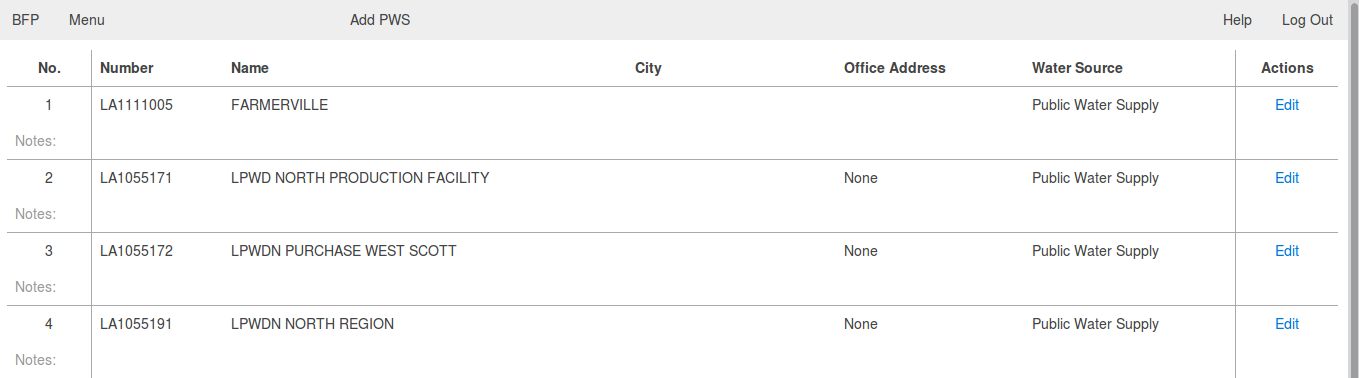 BFP Menu Add PWS Help Log Out
No. Number Name City Office Address Water Source Actions
1 LA1111005 FARMERVILLE Public Water Supply Edit
Notes:
2 LA1055171 LPWD NORTH PRODUCTION FACILITY None Public Water Supply Edit
Notes:
3 LA1055172 LPWDN PURCHASE WEST SCOTT None Public Water Supply Edit
Notes:
4 LA1055191 LPWDN NORTH REGION None Public Water Supply Edit
Notes: